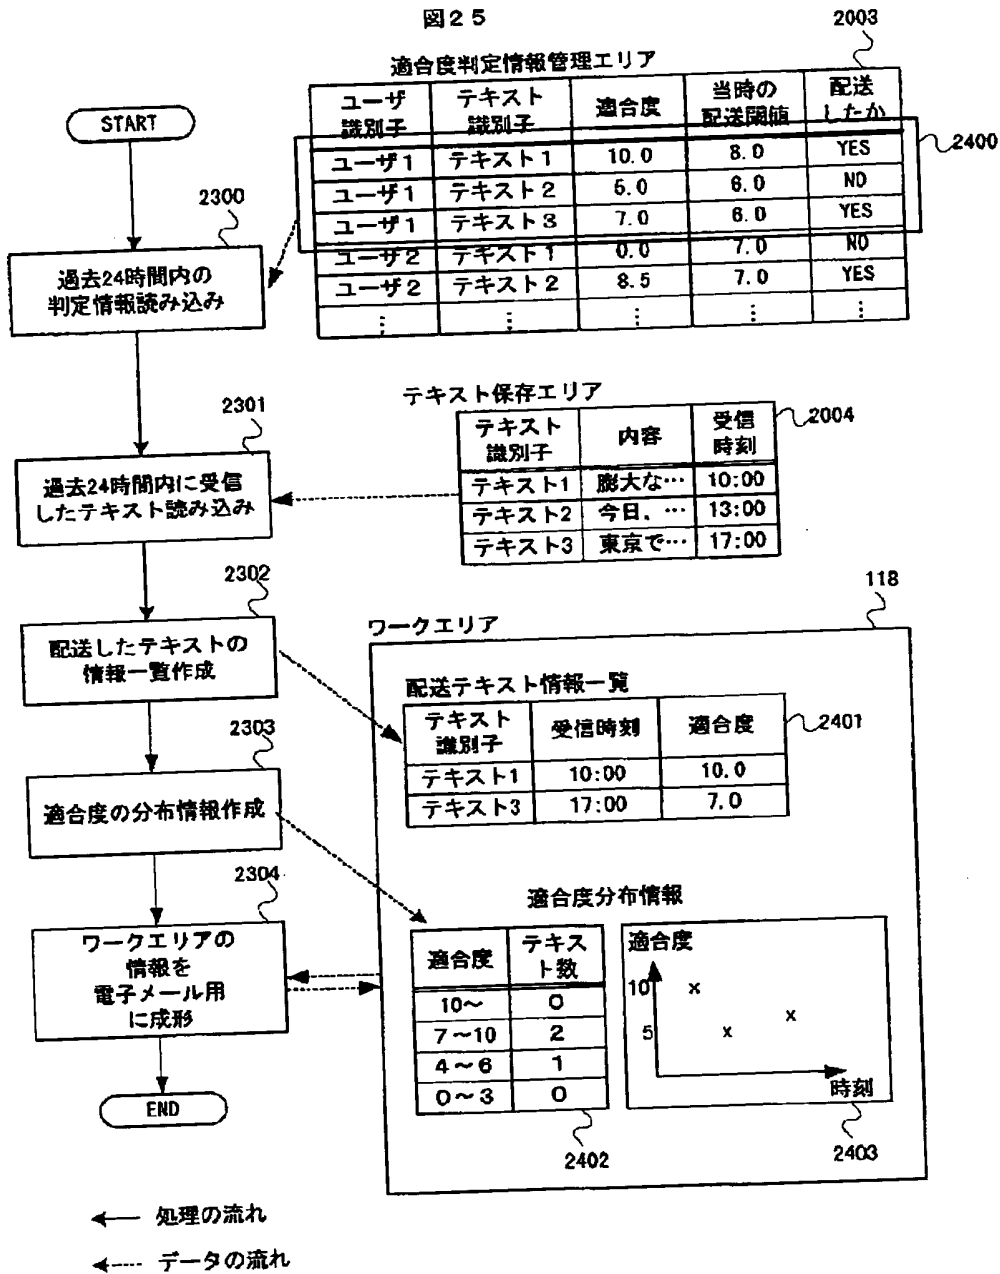 図25
2003
適合度判定情報管理エリア
ユーザ
識別子
テキスト
識別子
適合度
当時の
配送閾値
配送
したか
ユーザ1 テキスト1 10.0 8.0 YES
ユーザ1 テキスト2 5.0 6.0 NO
ユーザ1 テキスト3 7.0 6.0 YES
ユーザ2 テキスト1 0.0 7.0 NO
ユーザ2 テキスト2 8.5 7.0 YES
⋮ ⋮ ⋮ ⋮ ⋮
2400
START
2300
過去24時間内の
判定情報読み込み
テキスト保存エリア
2004
テキスト
識別子
内容
受信
時刻
テキスト1 膨大な… 10:00
テキスト2 今日、… 13:00
テキスト3 東京で… 17:00
2301
過去24時間内に受信
したテキスト読み込み
2302
配送したテキストの
情報一覧作成
118
ワークエリア
配送テキスト情報一覧
2401
テキスト
識別子
受信時刻
適合度
テキスト1 10:00 10.0
テキスト3 17:00 7.0
2303
適合度の分布情報作成
2304
ワークエリアの
情報を
電子メール用
に成形
END
適合度分布情報
適合度
テキス
ト数
10〜 0
7〜10 2
4〜6 1
0〜3 0
2402
適合度
10
5
時刻
2403
処理の流れ
データの流れ